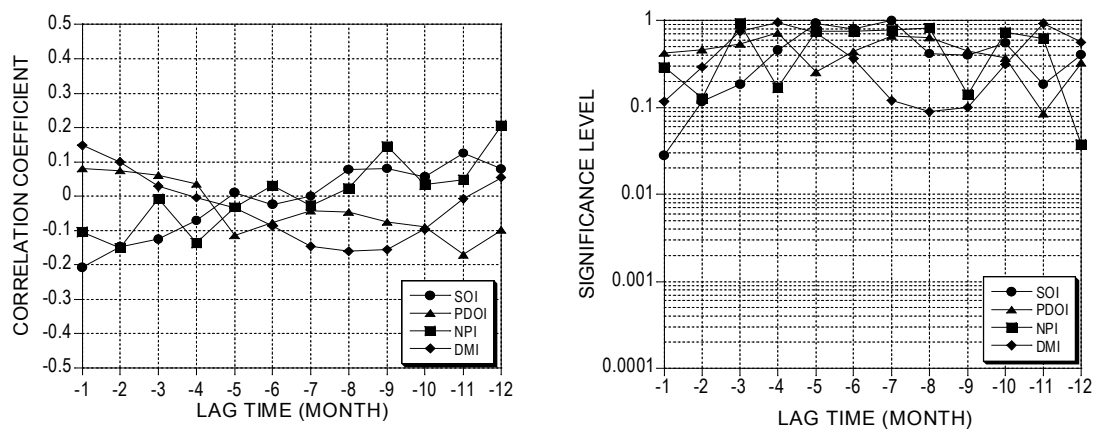 CORRELATION COEFFICIENT
0.5
0.4
0.3
0.2
0.1
0
-0.1
-0.2
-0.3
-0.4
-0.5
SOI
PDOI
NPI
DMI
-1 -2 -3 -4 -5 -6 -7 -8 -9 -10 -11 -12
LAG TIME (MONTH)
SIGNIFICANCE LEVEL
1
0.1
0.01
0.001
0.0001
SOI
PDOI
NPI
DMI
-1 -2 -3 -4 -5 -6 -7 -8 -9 -10 -11 -12
LAG TIME (MONTH)